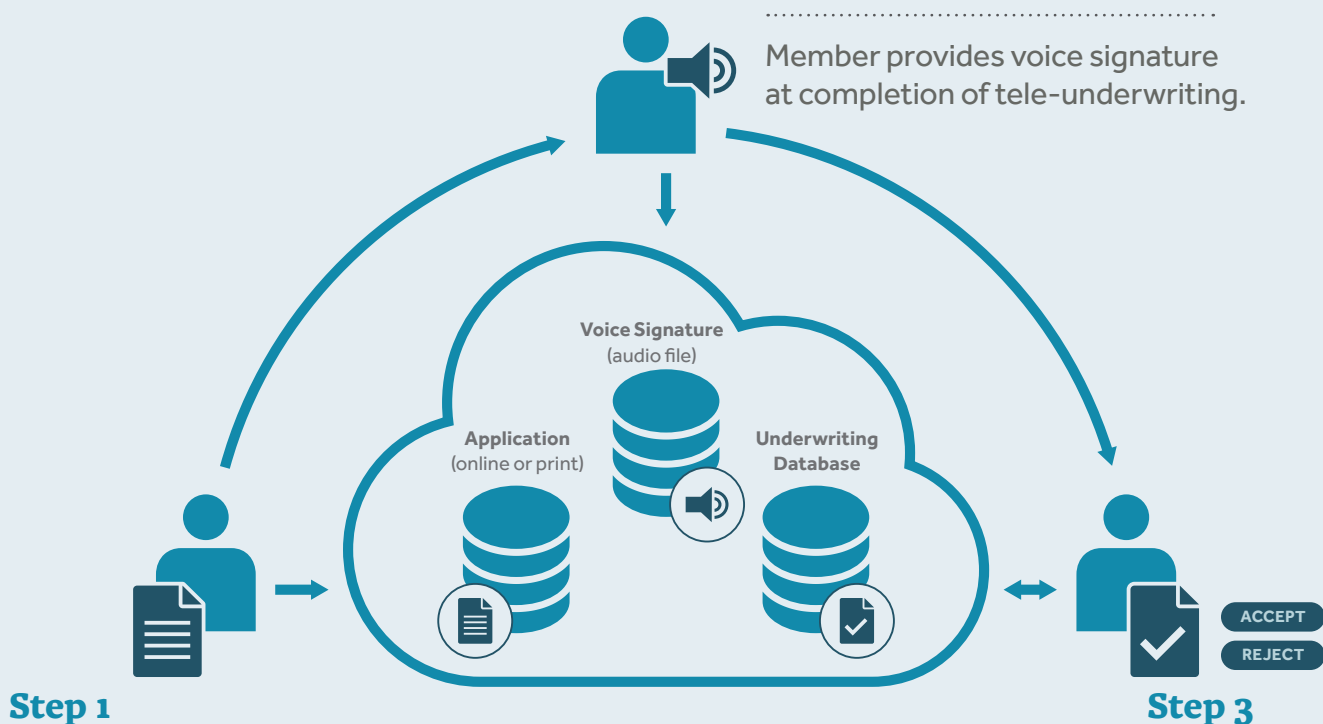 Member provides voice signature
at completion of tele-underwriting.
Voice Signature
(audio file)
Application
(online or print)
Underwriting
Database
ACCEPT
REJECT
Step 1
Step 3